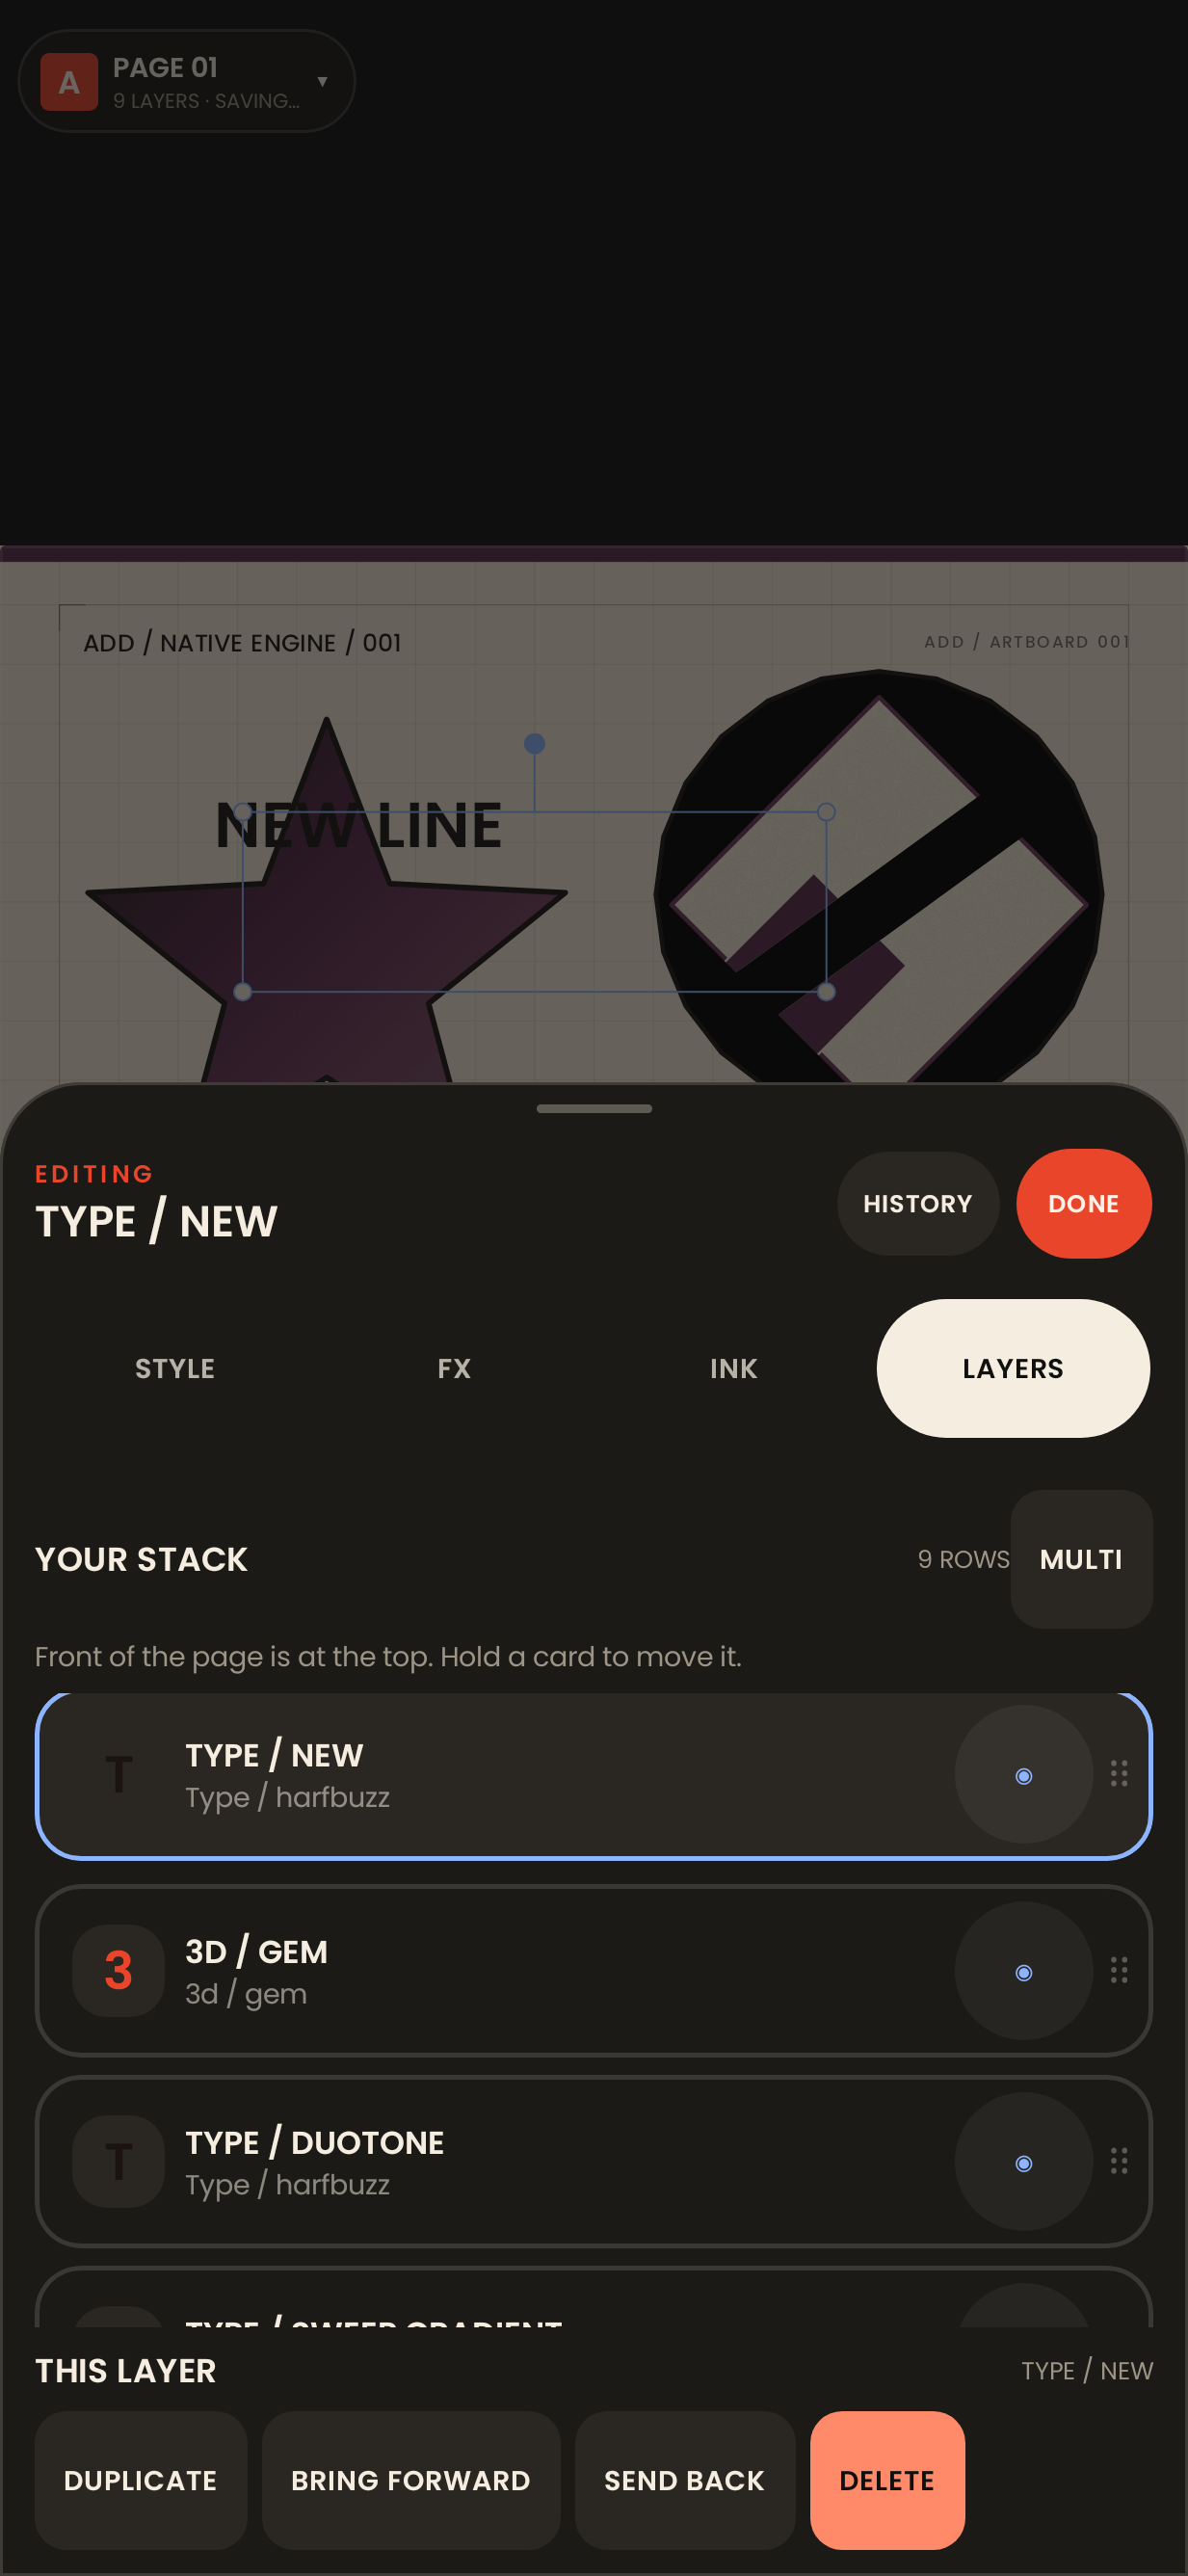 A
PAGE 01
9 LAYERS · SAVING...
ADD / NATIVE ENGINE / 001
ADD / ARTBOARD 001
NEW LINE
EDITING
TYPE / NEW
HISTORY
DONE
STYLE
FX
INK
LAYERS
YOUR STACK
9 ROWS
MULTI
Front of the page is at the top. Hold a card to move it.
T
TYPE / NEW
Type / harfbuzz
3
3D / GEM
3d / gem
T
TYPE / DUOTONE
Type / harfbuzz
TYPE / SWEEP GRADIENT
THIS LAYER
TYPE / NEW
DUPLICATE
BRING FORWARD
SEND BACK
DELETE